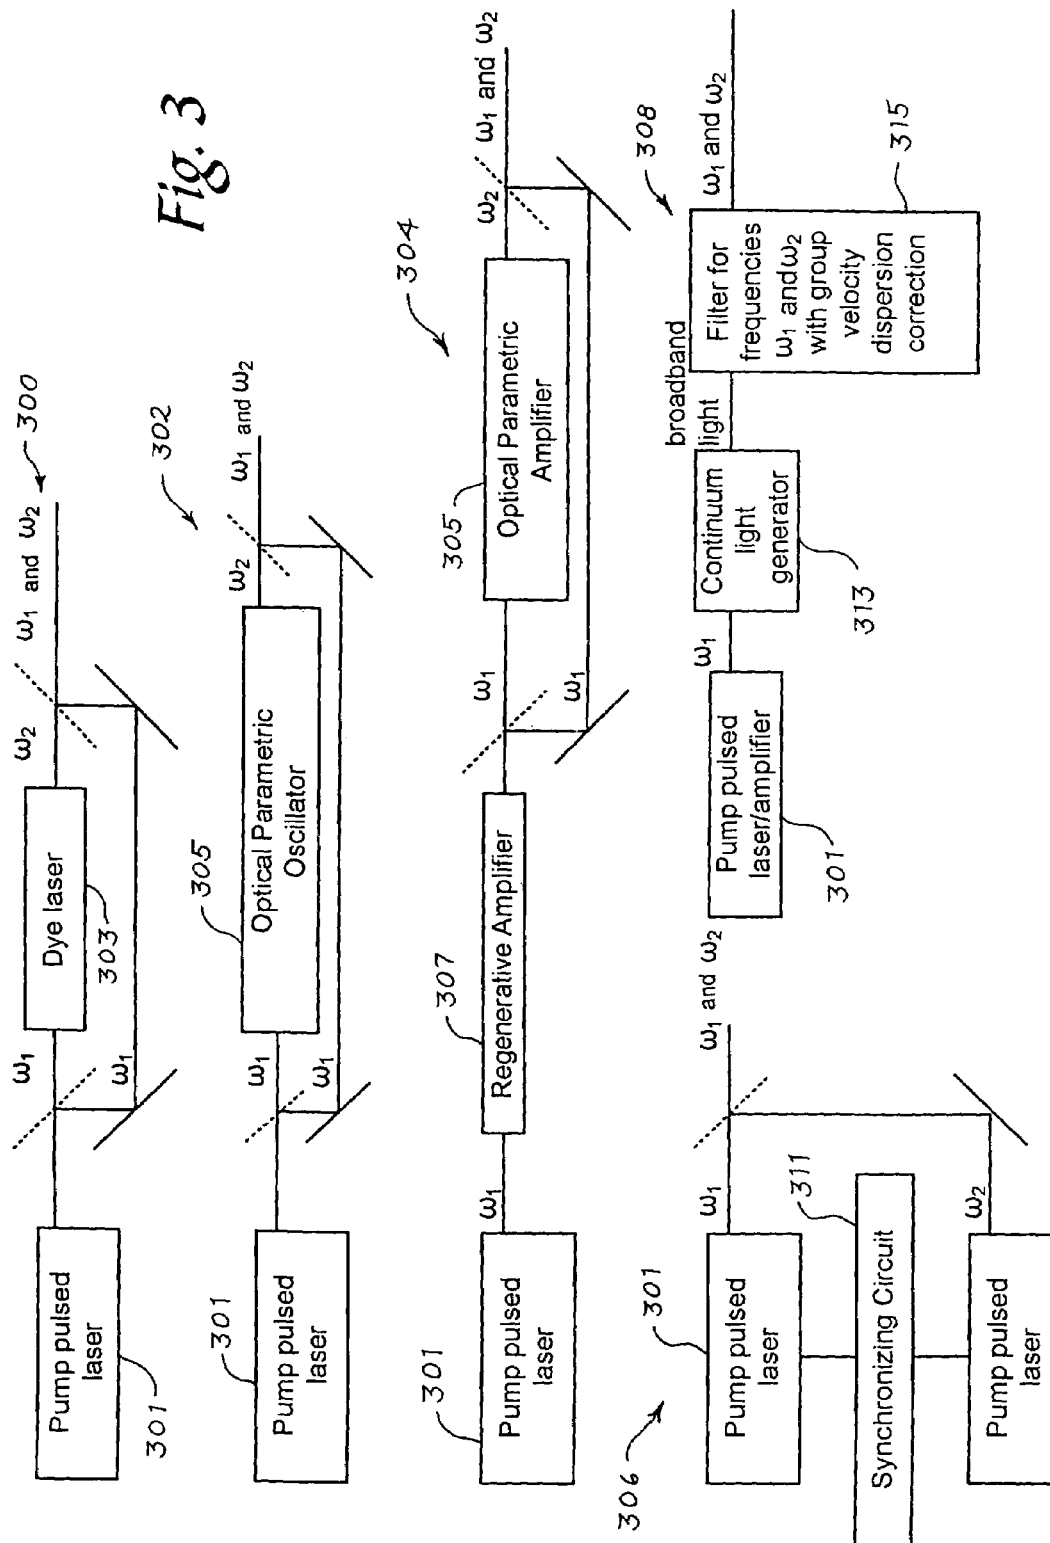 Fig. 3
300
Pump pulsed
laser
301
ω1
ω1
Dye laser
303
ω2
ω1 and ω2
302
Pump pulsed
laser
301
ω1
ω1
Optical Parametric
Oscillator
305
ω2
ω1 and ω2
304
Pump pulsed
laser
301
ω1
Regenerative Amplifier
307
ω1
ω1
Optical Parametric
Amplifier
305
ω2
ω1 and ω2
306
Pump pulsed
laser
301
ω1
Synchronizing Circuit
311
Pump pulsed
laser
ω2
ω1 and ω2
308
Pump pulsed
laser/amplifier
301
ω1
Continuum
light
generator
313
broadband
light
Filter for
frequencies
ω1 and ω2
with group
velocity
dispersion
correction
315
ω1 and ω2